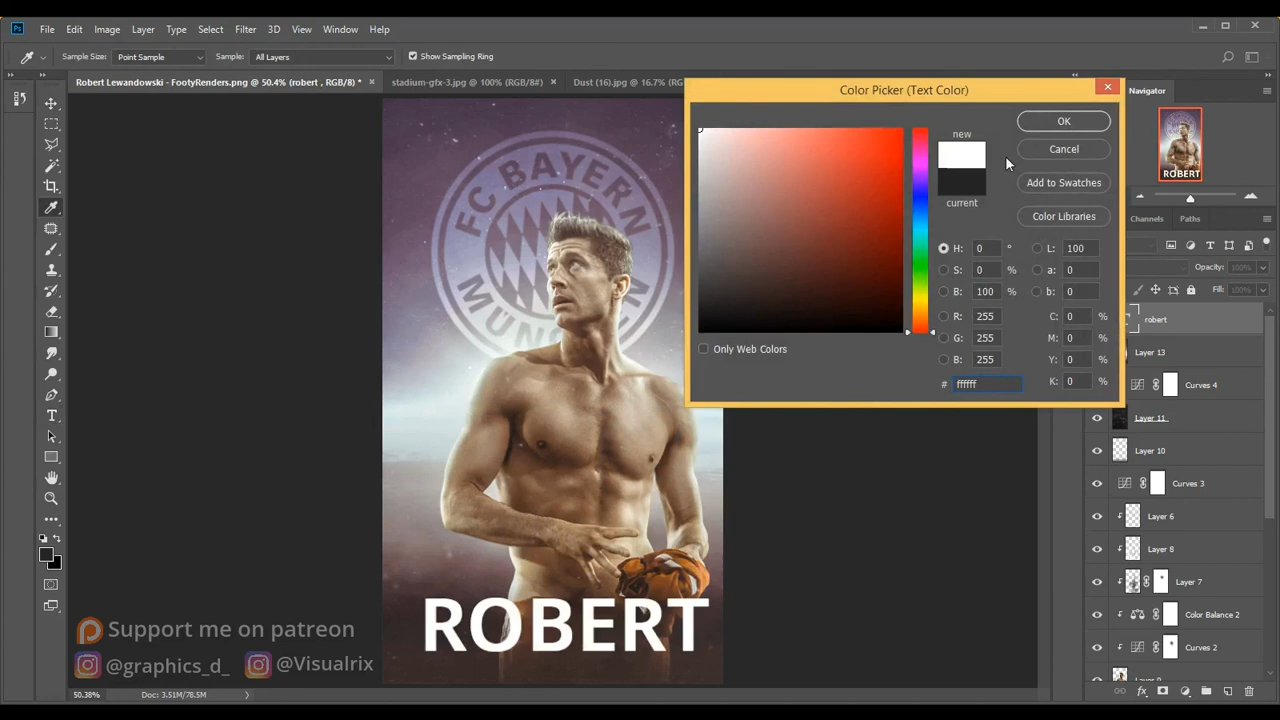 Ps File Edit Image Layer Type Select Filter 3D View Window Help
Sample Size: Point Sample Sample: All Layers Show Sampling Ring
Robert Lewandowski - FootyRenders.png @ 50.4% (robert , RGB/8) * × stadium-gfx-3.jpg @ 100% (RGB/8#) × Dust (16).jpg @ 16.7%
Color Picker (Text Color)
Navigator
new
OK
Cancel
Add to Swatches
current
Color Libraries
H: 0 ° L: 100
S: 0 % a: 0
B: 100 % b: 0
R: 255 C: 0 %
G: 255 M: 0 %
B: 255 Y: 0 %
# ffffff K: 0 %
Only Web Colors
Channels Paths
Opacity: 100%
Fill: 100%
robert
Layer 13
Curves 4
Layer 11
Layer 10
Curves 3
Layer 6
Layer 8
Layer 7
Color Balance 2
Curves 2
FC BAYERN
MÜNCHEN
ROBERT
ROBERT
Support me on patreon
@graphics_d_ @Visualrix
50.38% Doc: 3.51M/78.5M